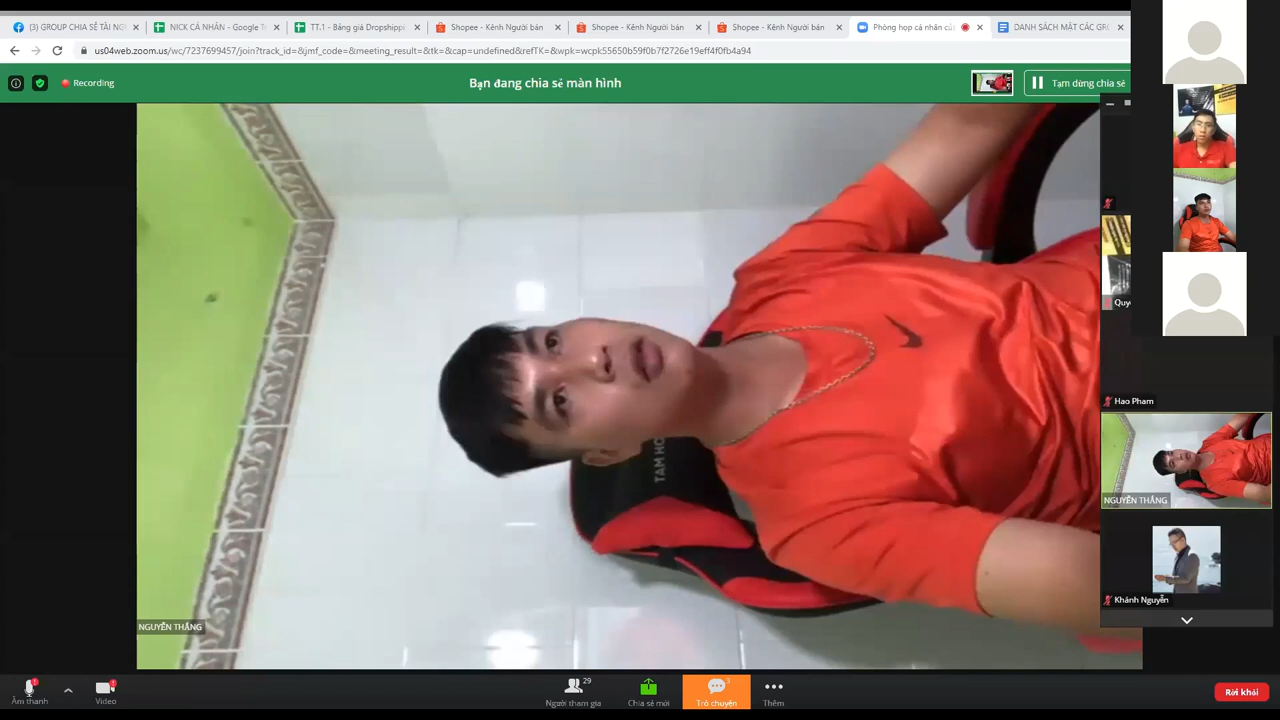 (3) GROUP CHIA SẺ TÀI NG
NICK CÁ NHÂN - Google Tr
TT.1 - Bảng giá Dropshippi
Shopee - Kênh Người bán
Shopee - Kênh Người bán
Shopee - Kênh Người bán
Phòng họp cá nhân củ
DANH SÁCH MẮT CÁC GR
us04web.zoom.us/wc/7237699457/join?track_id=&jmf_code=&meeting_result=&tk=&cap=undefined&refTK=&wpk=wcpk55650b59f0b7f2726e19eff4f0fb4a94
Recording
Bạn đang chia sẻ màn hình
Tạm dừng chia sẻ
Quy
Hao Pham
TAM HO
NGUYỄN THẮNG
Khánh Nguyễn
NGUYỄN THẮNG
Âm thanh
Video
29
Người tham gia
Chia sẻ mới
3
Trò chuyện
Thêm
Rời khỏi